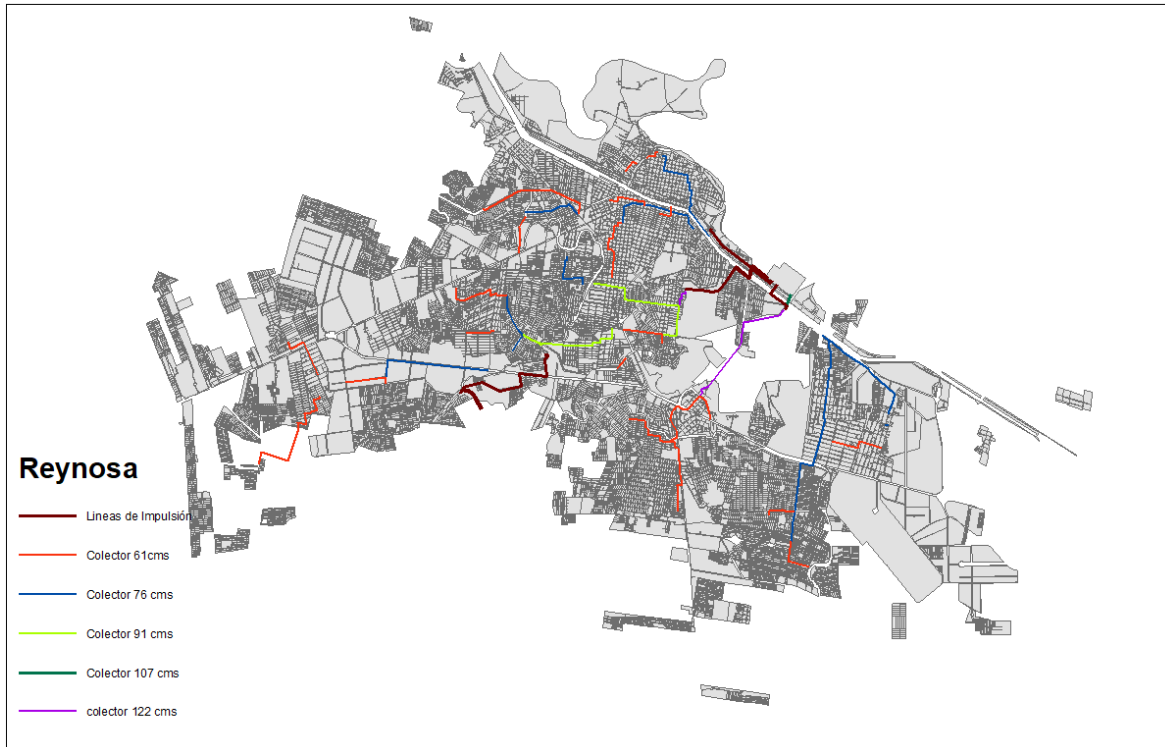 Reynosa
Lineas de Impulsión
Colector 61cms
Colector 76 cms
Colector 91 cms
Colector 107 cms
colector 122 cms